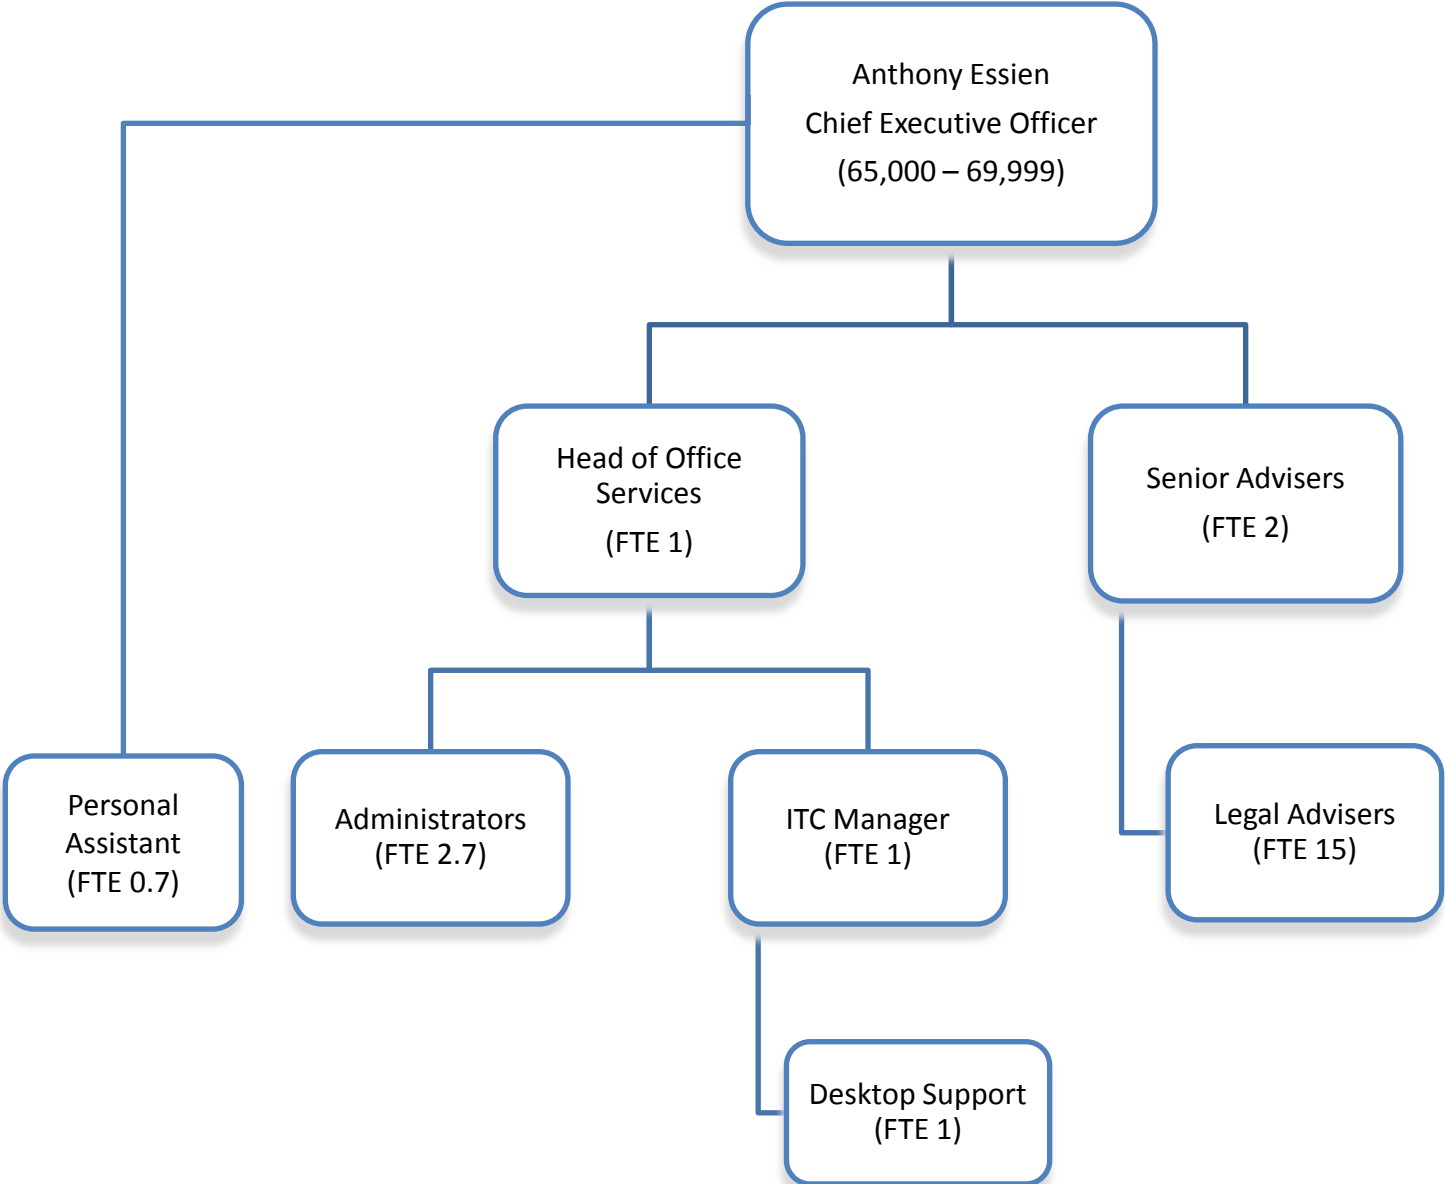 Anthony Essien
Chief Executive Officer
(65,000 – 69,999)
Head of Office
Services
(FTE 1)
Senior Advisers
(FTE 2)
Personal
Assistant
(FTE 0.7)
Administrators
(FTE 2.7)
ITC Manager
(FTE 1)
Legal Advisers
(FTE 15)
Desktop Support
(FTE 1)